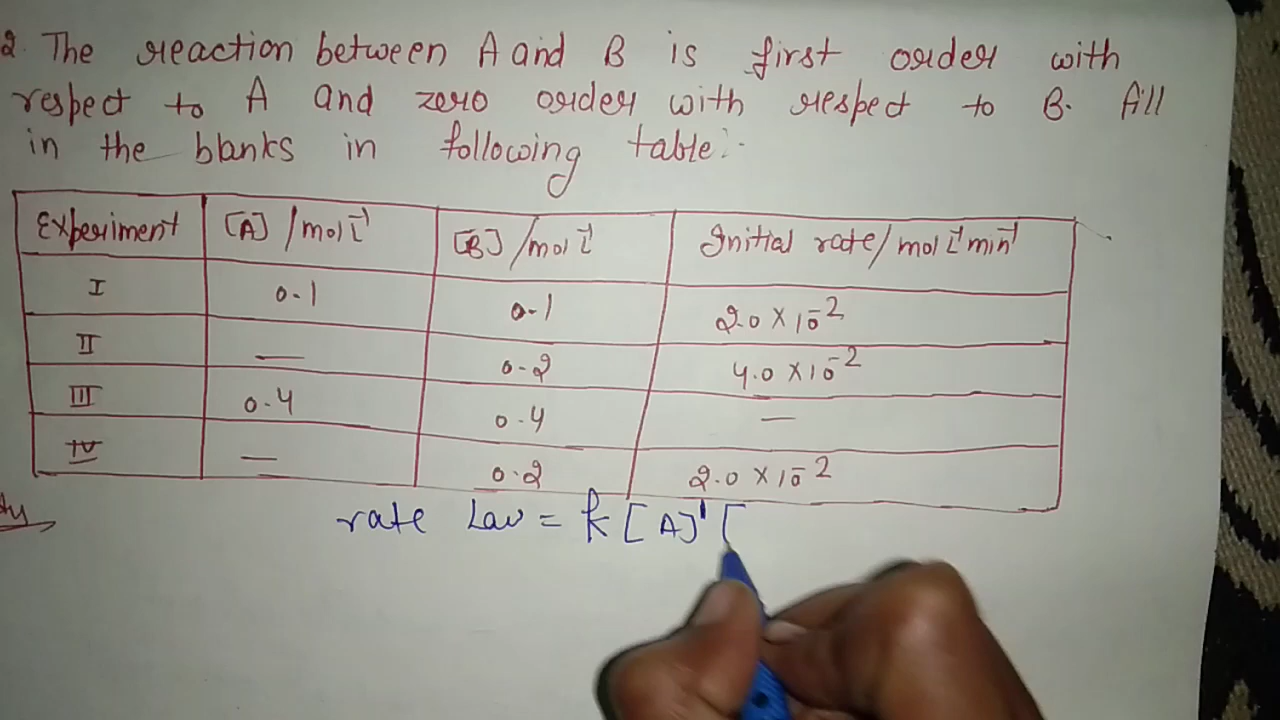 2. The reaction between A and B is first order with
respect to A and zero order with respect to B. fill
in the blanks in following table:-
Experiment [A] /mol L⁻¹ [B] /mol L⁻¹ Initial rate/mol L⁻¹ min⁻¹
I 0.1 0.1 2.0 × 10⁻²
II — 0.2 4.0 × 10⁻²
III 0.4 0.4 —
IV — 0.2 2.0 × 10⁻²
rate Law = k [A]¹ [